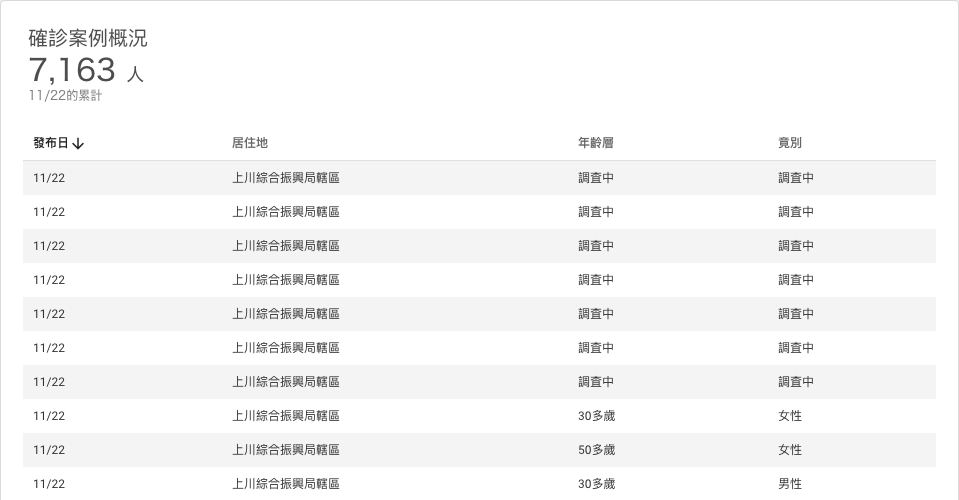 確診案例概況
7,163 人
11/22的累計
發布日↓ 居住地 年齡層 竟別
11/22 上川綜合振興局轄區 調查中 調查中
11/22 上川綜合振興局轄區 調查中 調查中
11/22 上川綜合振興局轄區 調查中 調查中
11/22 上川綜合振興局轄區 調查中 調查中
11/22 上川綜合振興局轄區 調查中 調查中
11/22 上川綜合振興局轄區 調查中 調查中
11/22 上川綜合振興局轄區 調查中 調查中
11/22 上川綜合振興局轄區 30多歲 女性
11/22 上川綜合振興局轄區 50多歲 女性
11/22 上川綜合振興局轄區 30多歲 男性